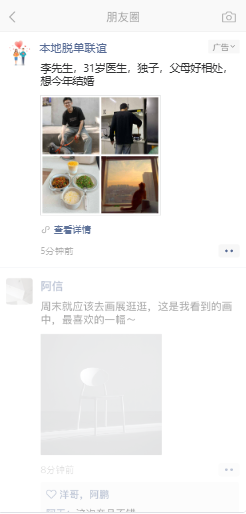 朋友圈
本地脱单联谊
广告
李先生，31岁医生，独子，父母好相处，
想今年结婚
查看详情
5分钟前
阿信
周末就应该去画展逛逛，这是我看到的一画
中，最喜欢的一幅～
8分钟前
洋哥，阿鹏